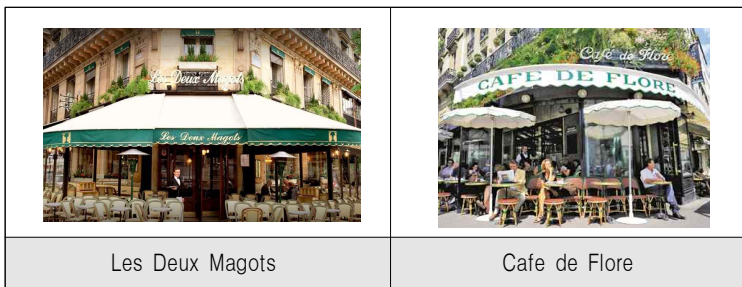 Les Deux Magots
Les Deux Magots
Café de Flore
CAFE DE FLORE
Les Deux Magots
Cafe de Flore